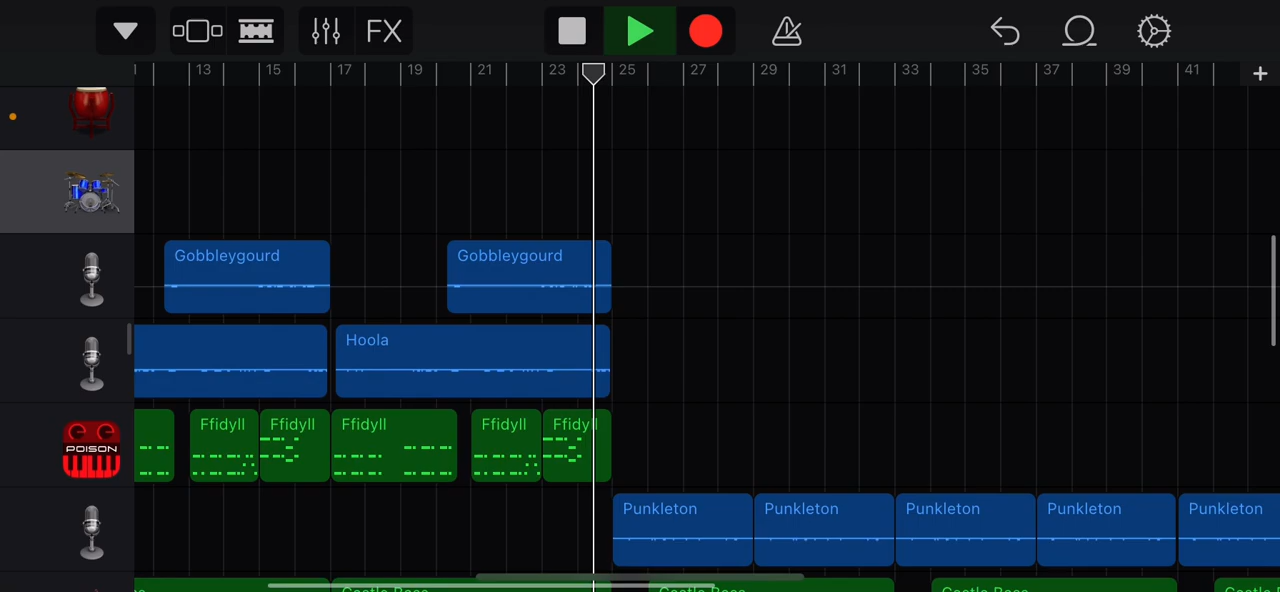 FX
13 15 17 19 21 23 25 27 29 31 33 35 37 39 41
Gobbleygourd Gobbleygourd
Hoola
POISON
Ffidyll Ffidyll Ffidyll Ffidyll Ffidyll
Punkleton Punkleton Punkleton Punkleton Punkleton